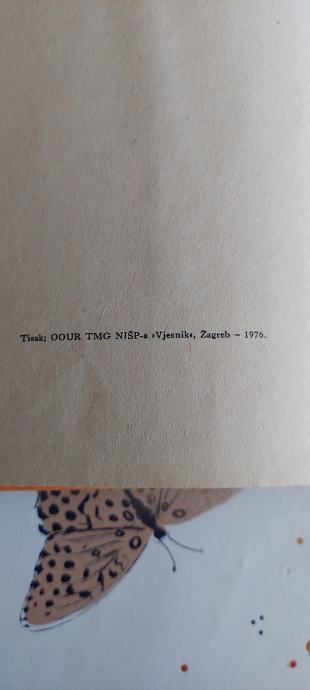 Tisak; OOUR TMG NIŠP-a »Vjesnik«, Zagreb – 1976.